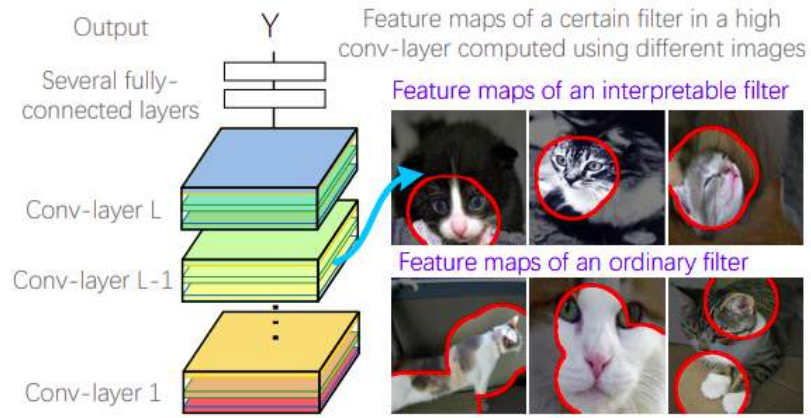 Output
Y
Several fully-
connected layers
Conv-layer L
Conv-layer L-1
Conv-layer 1
Feature maps of a certain filter in a high
conv-layer computed using different images
Feature maps of an interpretable filter
Feature maps of an ordinary filter